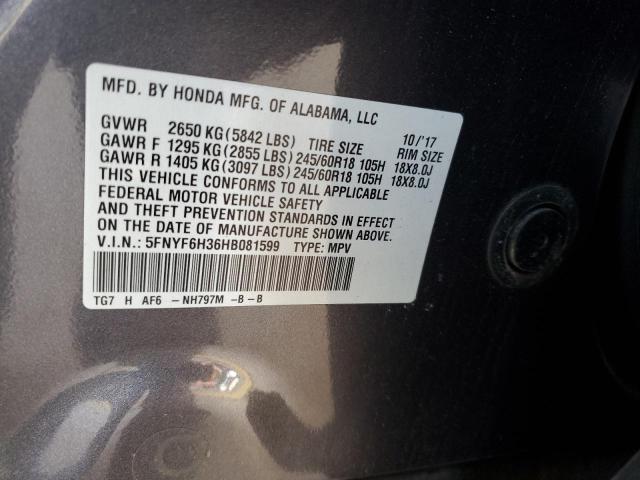 MFD. BY HONDA MFG. OF ALABAMA, LLC
10/'17
GVWR 2650 KG (5842 LBS) TIRE SIZE RIM SIZE
GAWR F 1295 KG (2855 LBS) 245/60R18 105H 18X8.0J
GAWR R 1405 KG (3097 LBS) 245/60R18 105H 18X8.0J
THIS VEHICLE CONFORMS TO ALL APPLICABLE
FEDERAL MOTOR VEHICLE SAFETY
AND THEFT PREVENTION STANDARDS IN EFFECT
ON THE DATE OF MANUFACTURE SHOWN ABOVE.
V.I.N.: 5FNYF6H36HB081599 TYPE: MPV
TG7 H AF6 -NH797M -B-B